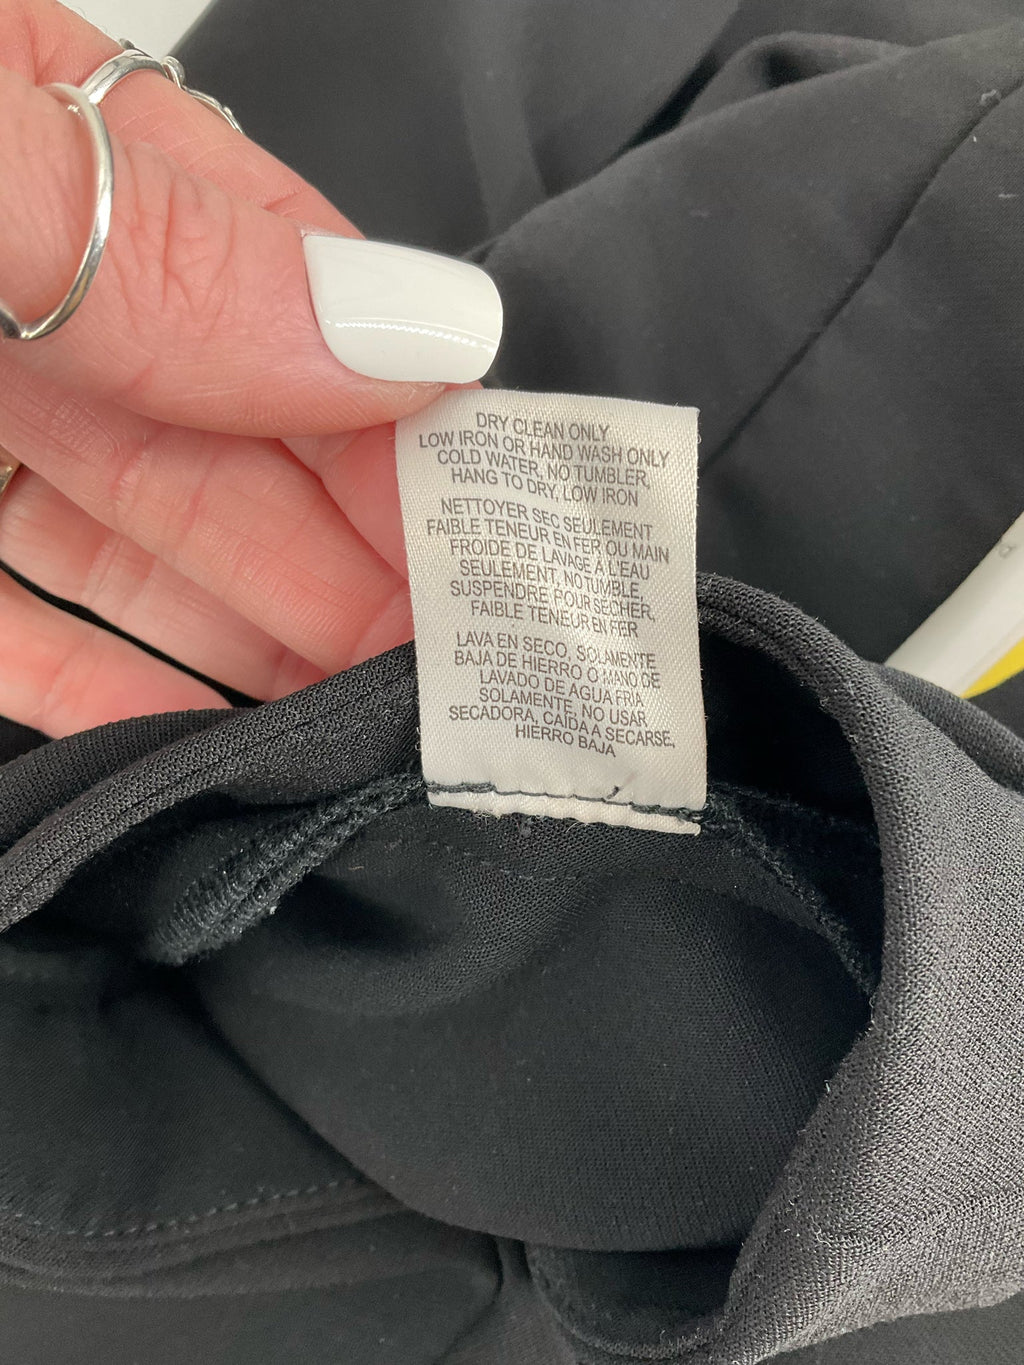 DRY CLEAN ONLY
LOW IRON OR HAND WASH ONLY
COLD WATER, NO TUMBLER,
HANG TO DRY, LOW IRON
NETTOYER SEC SEULEMENT
FAIBLE TENEUR EN FER OU MAIN
FROIDE DE LAVAGE À L'EAU
SEULEMENT, NO TUMBLE,
SUSPENDRE POUR SÉCHER,
FAIBLE TENEUR EN FER
LAVA EN SECO, SOLAMENTE
BAJA DE HIERRO O MANO DE
LAVADO DE AGUA FRÍA
SOLAMENTE, NO USAR
SECADORA, CAÍDA A SECARSE,
HIERRO BAJA